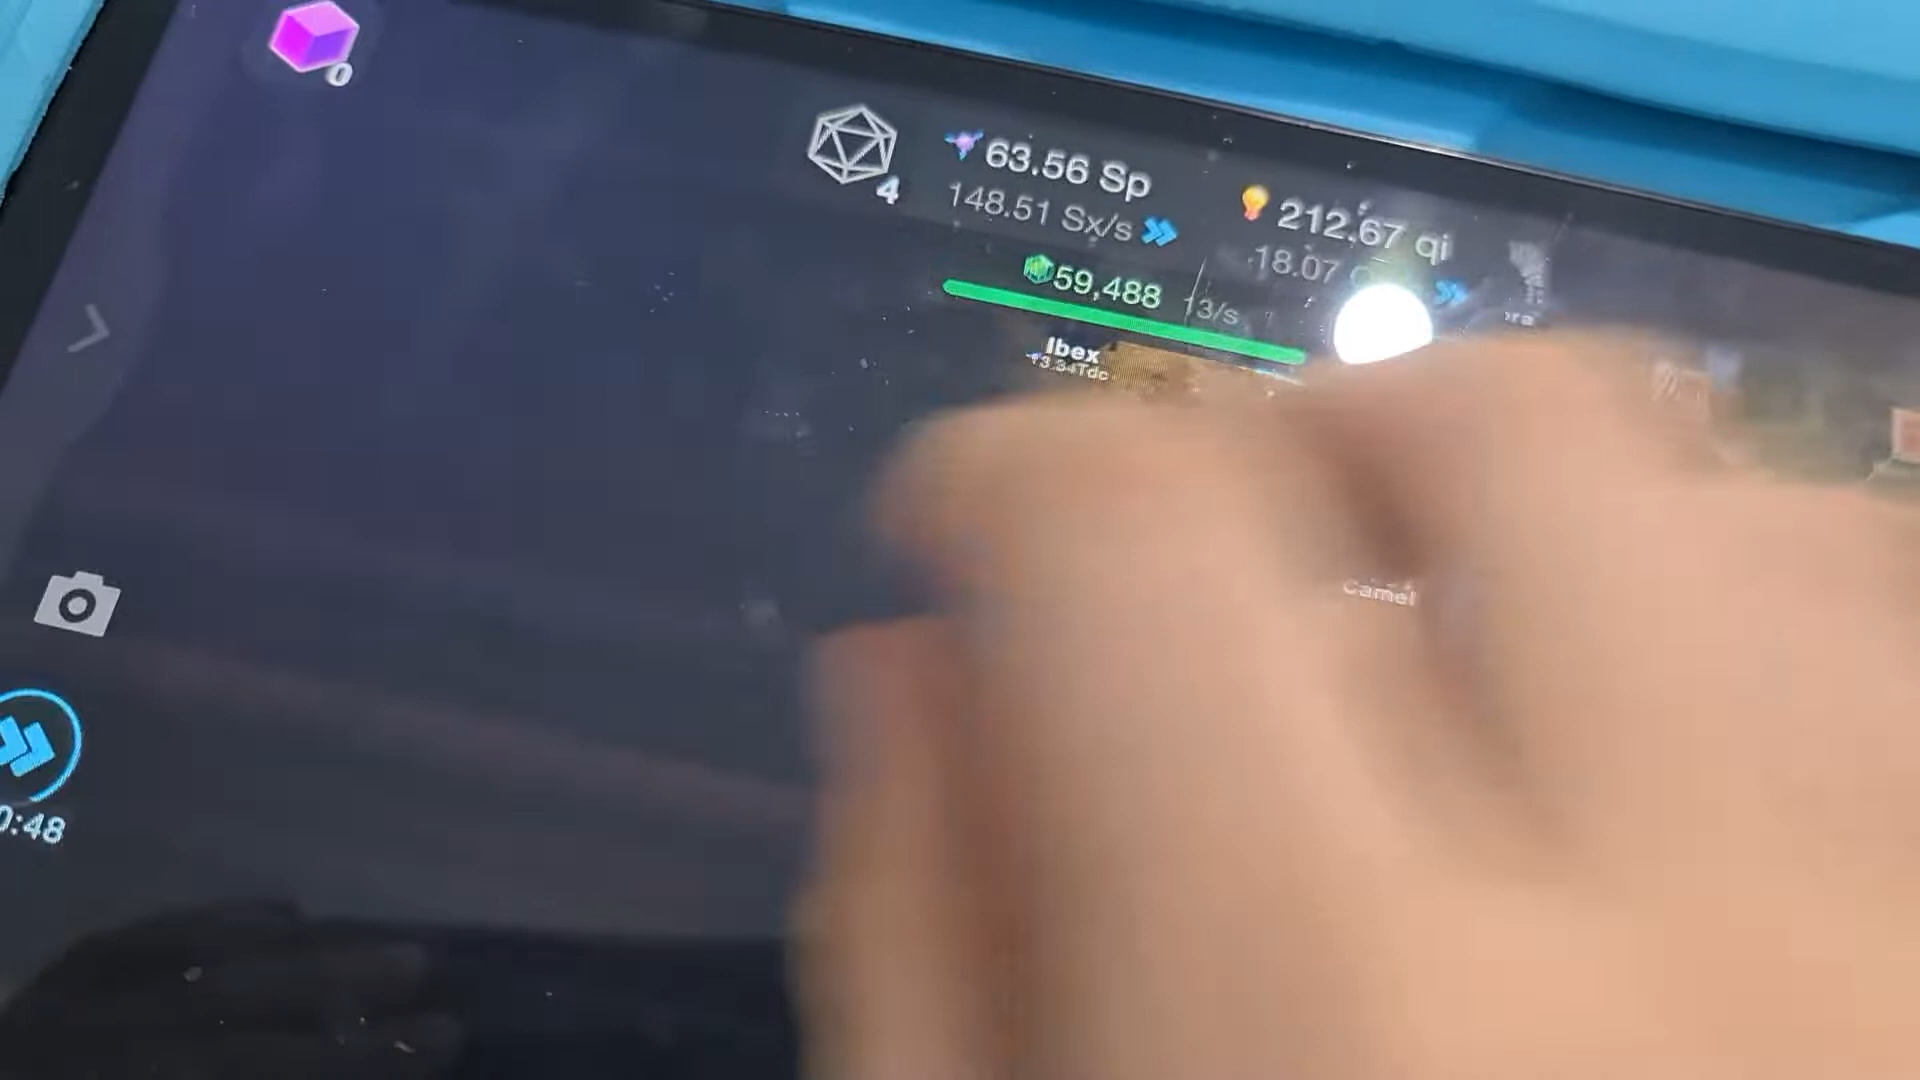 0
4
63.56 Sp
148.51 Sx/s
212.67 qi
18.07
59,488 13/s
Ibex
Camel
0:48